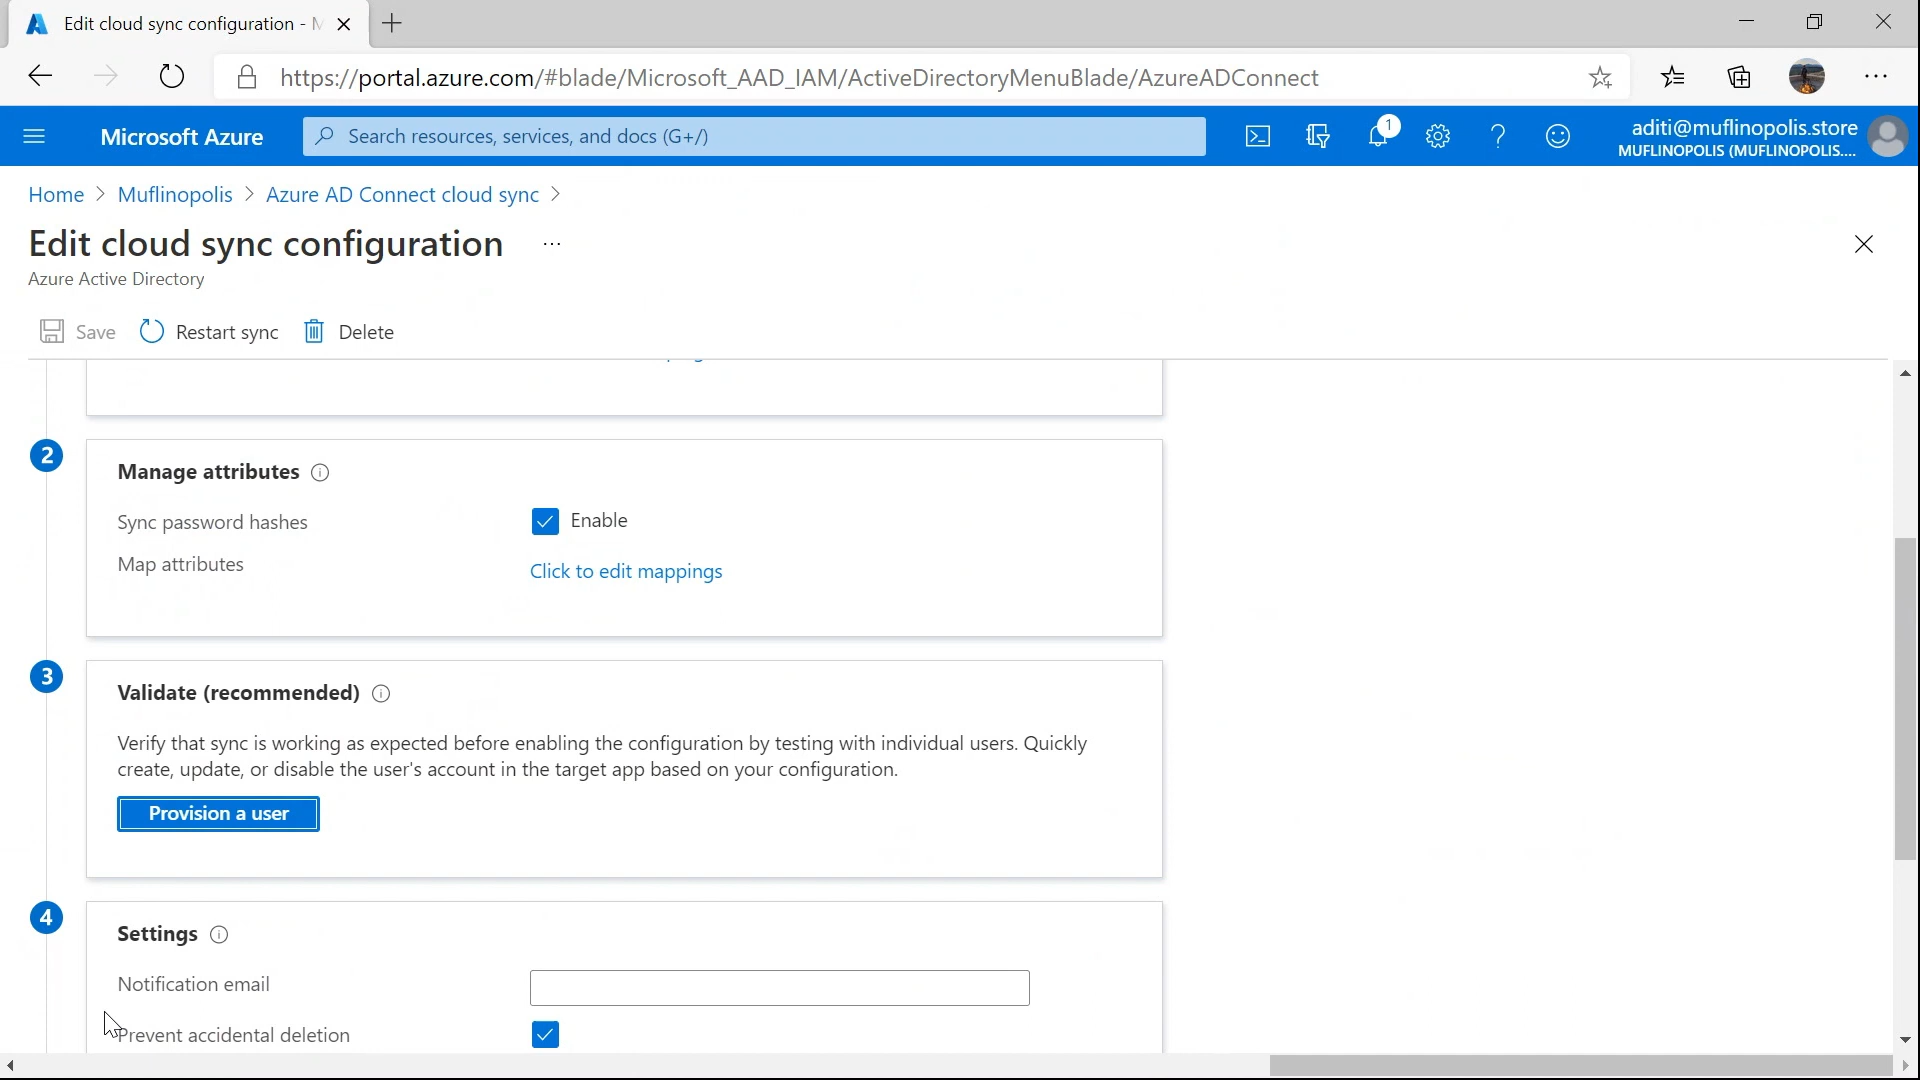 Edit cloud sync configuration - M
https://portal.azure.com/#blade/Microsoft_AAD_IAM/ActiveDirectoryMenuBlade/AzureADConnect
Microsoft Azure
Search resources, services, and docs (G+/)
1
aditi@muflinopolis.store
MUFLINOPOLIS (MUFLINOPOLIS....
Home > Muflinopolis > Azure AD Connect cloud sync >
Edit cloud sync configuration ...
Azure Active Directory
Save Restart sync Delete
2
Manage attributes
Sync password hashes Enable
Map attributes Click to edit mappings
3
Validate (recommended)
Verify that sync is working as expected before enabling the configuration by testing with individual users. Quickly
create, update, or disable the user's account in the target app based on your configuration.
Provision a user
4
Settings
Notification email
Prevent accidental deletion